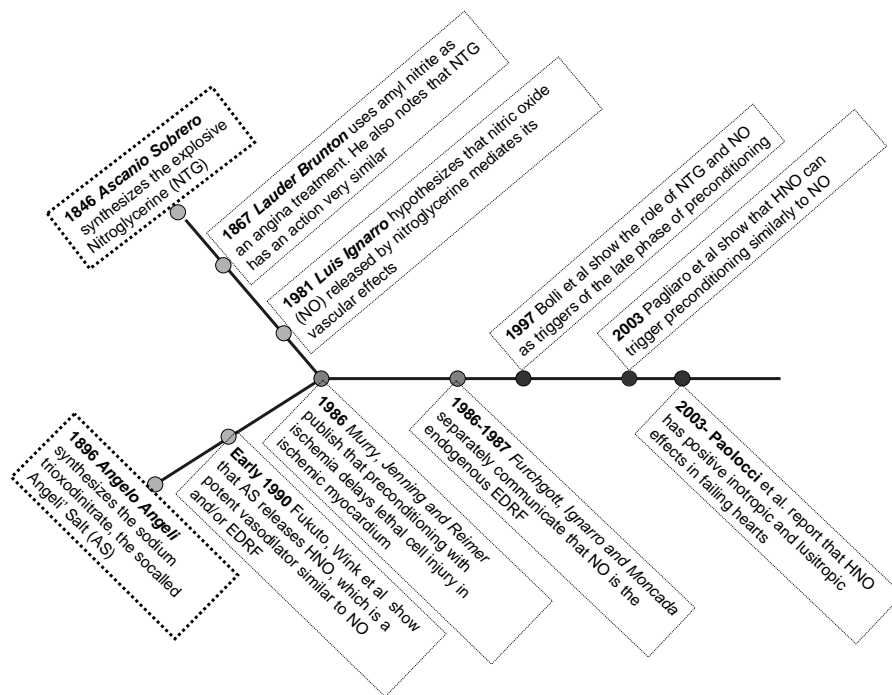 1846 Ascanio Sobrero
synthesizes the explosive
Nitroglycerine (NTG)
1867 Lauder Brunton uses amyl nitrite as
an angina treatment. He also notes that NTG
has an action very similar
1981 Luis Ignarro hypothesizes that nitric oxide
(NO) released by nitroglycerine mediates its
vascular effects
1997 Bolli et al show the role of NTG and NO
as triggers of the late phase of preconditioning
2003 Pagliaro et al show that HNO can
trigger preconditioning similarly to NO
1896 Angelo Angeli
synthesizes the sodium
trioxodinitrate, the socalled
Angeli' Salt (AS)
Early 1990 Fukuto, Wink et al show
that AS releases HNO, which is a
potent vasodilator similar to NO
and/or EDRF
1986 Murry, Jenning and Reimer
publish that preconditioning with
ischemia delays lethal cell injury in
ischemic myocardium
1986-1987 Furchgott, Ignarro and Moncada
separately communicate that NO is the
endogenous EDRF
2003- Paolocci et al. report that HNO
has positive inotropic and lusitropic
effects in failing hearts